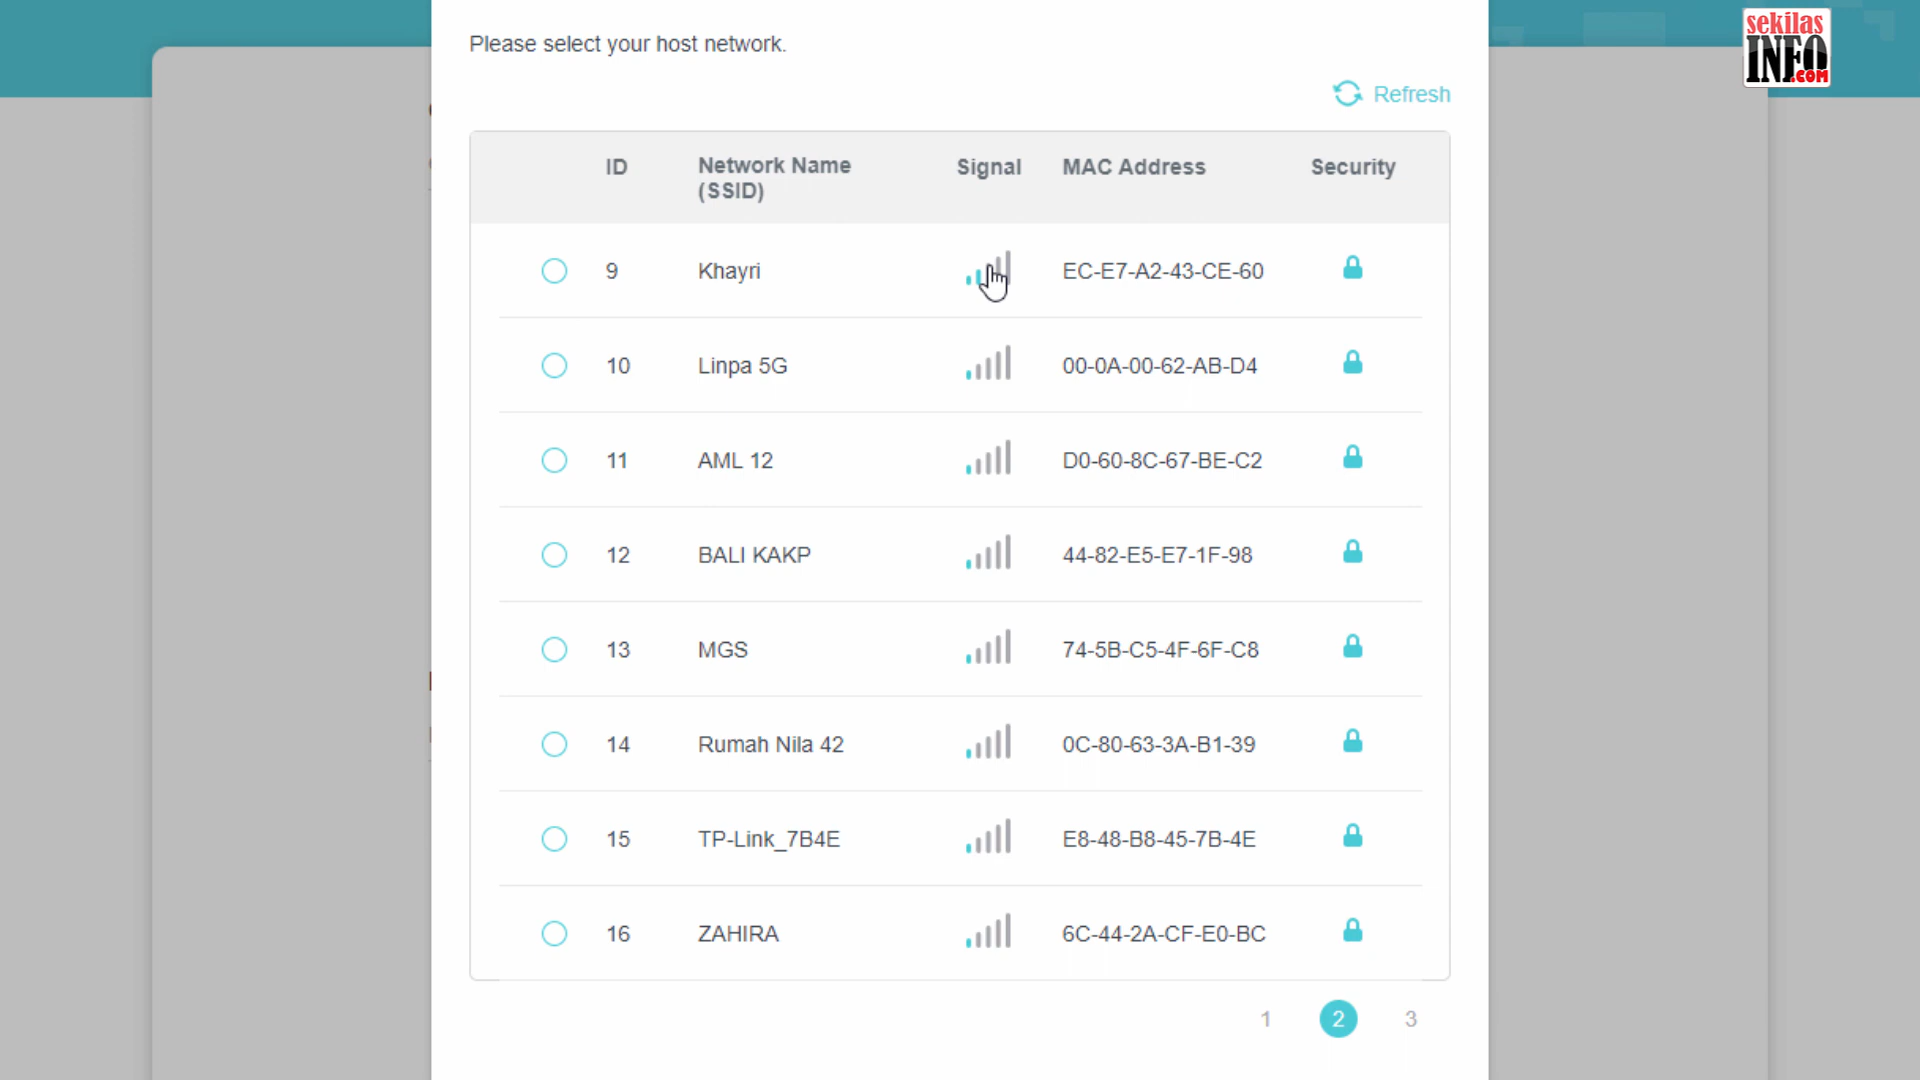 sekilas
INFO
.COM
Please select your host network.
Refresh
ID Network Name (SSID) Signal MAC Address Security
9 Khayri EC-E7-A2-43-CE-60
10 Linpa 5G 00-0A-00-62-AB-D4
11 AML 12 D0-60-8C-67-BE-C2
12 BALI KAKP 44-82-E5-E7-1F-98
13 MGS 74-5B-C5-4F-6F-C8
14 Rumah Nila 42 0C-80-63-3A-B1-39
15 TP-Link_7B4E E8-48-B8-45-7B-4E
16 ZAHIRA 6C-44-2A-CF-E0-BC
1 2 3